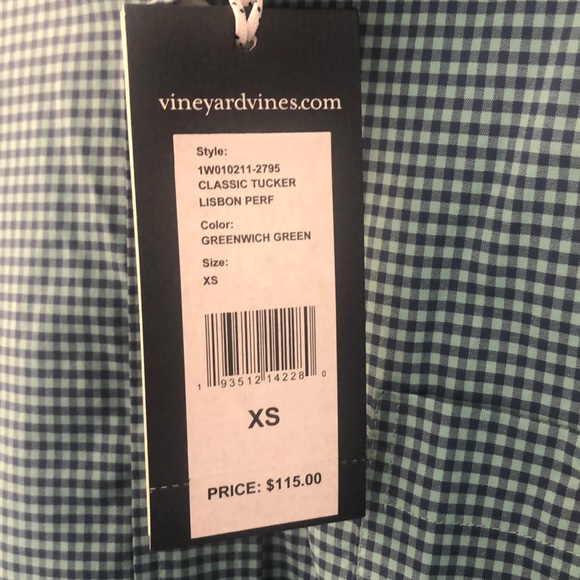 vineyardvines.com
Style:
1W010211-2795
CLASSIC TUCKER
LISBON PERF
Color:
GREENWICH GREEN
Size:
XS
1 93512 14228 0
XS
PRICE: $115.00